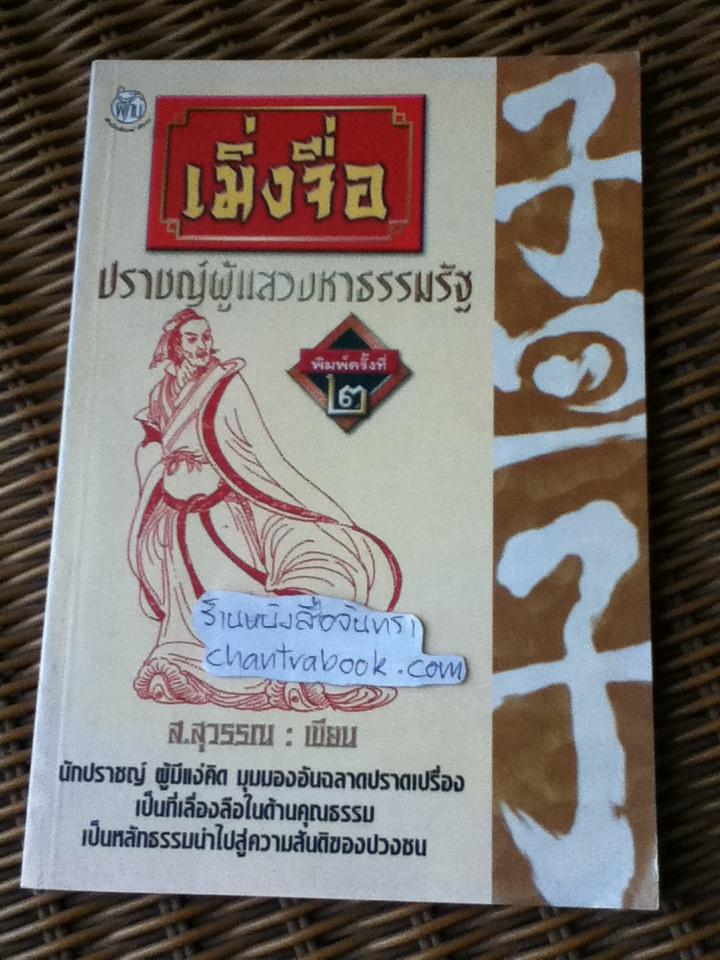 เม่งจื่อ
ปราชญ์ผู้แสวงหาธรรมรัฐ
พิมพ์ครั้งที่
๒
ร้านหนังสือจันทรา
chantrabook.com
ส.สุวรรณ : เขียน
นักปราชญ์ ผู้มีแง่คิด มุมมองอันฉลาดปราดเปรื่อง
เป็นที่เลื่องลือในด้านคุณธรรม
เป็นหลักธรรมนำไปสู่ความสันติของปวงชน
孟子